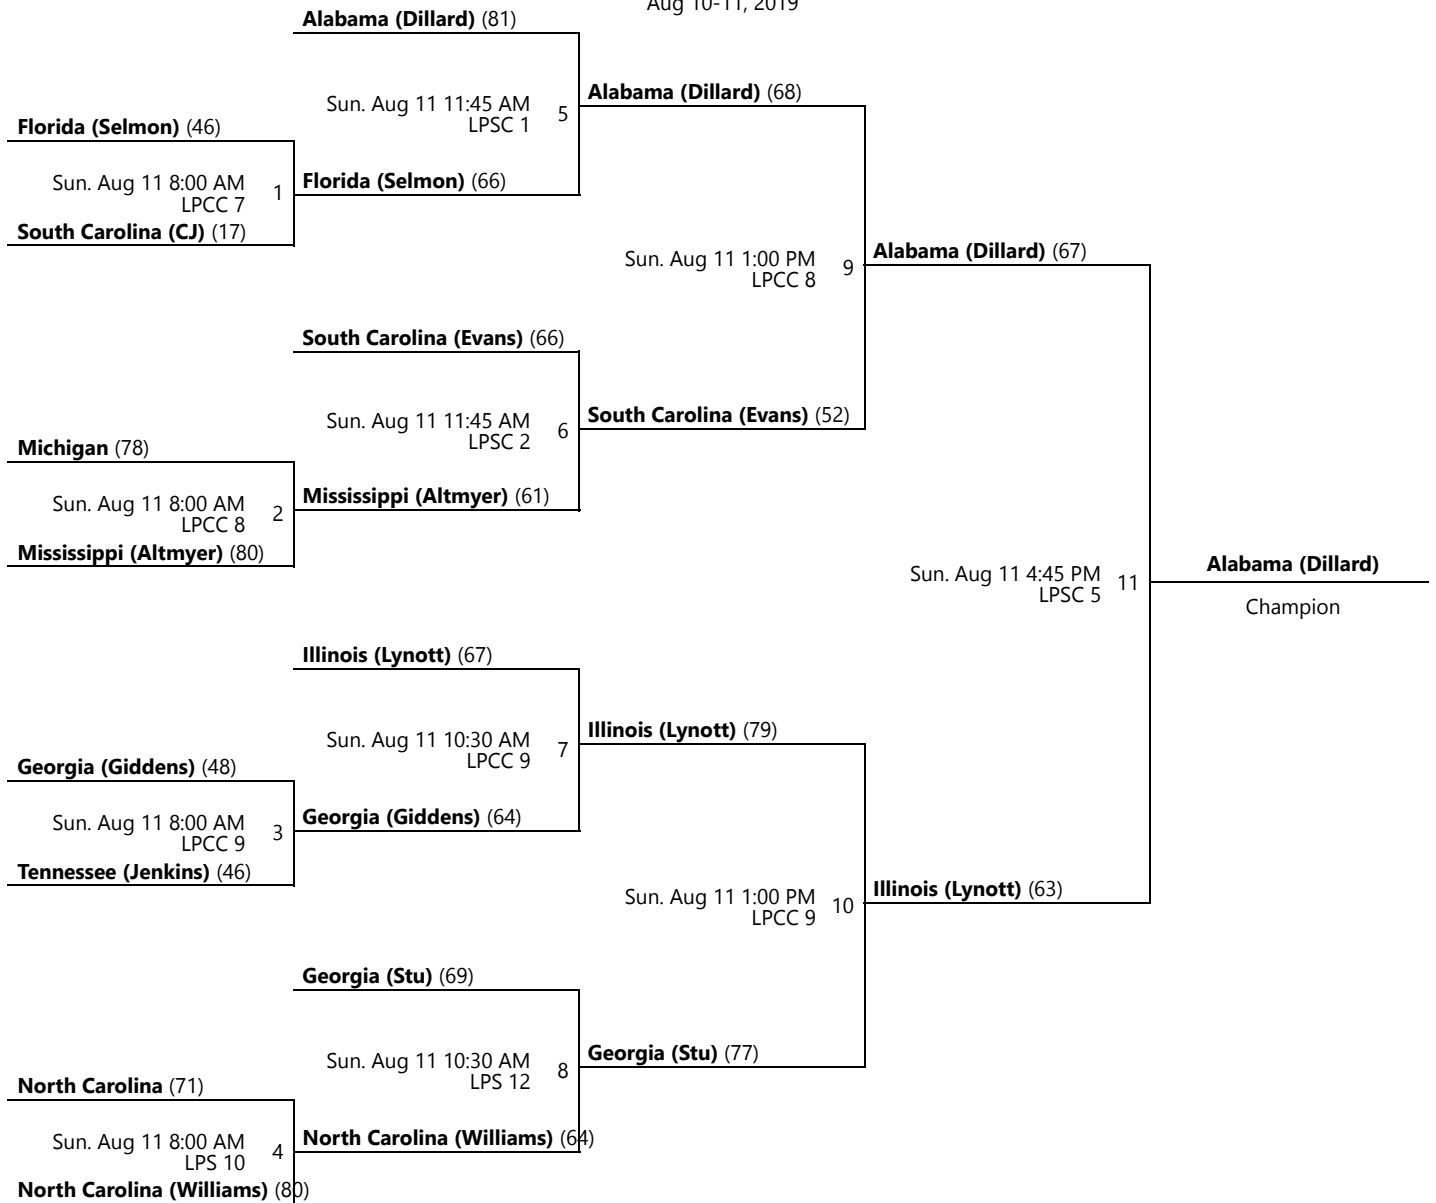 Aug 10-11, 2019
Alabama (Dillard) (81)
Sun. Aug 11 11:45 AM
LPSC 1
5
Alabama (Dillard) (68)
Florida (Selmon) (46)
Sun. Aug 11 8:00 AM
LPCC 7
1
Florida (Selmon) (66)
South Carolina (CJ) (17)
Sun. Aug 11 1:00 PM
LPCC 8
9
Alabama (Dillard) (67)
South Carolina (Evans) (66)
Sun. Aug 11 11:45 AM
LPSC 2
6
South Carolina (Evans) (52)
Michigan (78)
Sun. Aug 11 8:00 AM
LPCC 8
2
Mississippi (Altmyer) (61)
Mississippi (Altmyer) (80)
Sun. Aug 11 4:45 PM
LPSC 5
11
Alabama (Dillard)
Champion
Illinois (Lynott) (67)
Sun. Aug 11 10:30 AM
LPCC 9
7
Illinois (Lynott) (79)
Georgia (Giddens) (48)
Sun. Aug 11 8:00 AM
LPCC 9
3
Georgia (Giddens) (64)
Tennessee (Jenkins) (46)
Sun. Aug 11 1:00 PM
LPCC 9
10
Illinois (Lynott) (63)
Georgia (Stu) (69)
Sun. Aug 11 10:30 AM
LPS 12
8
Georgia (Stu) (77)
North Carolina (71)
Sun. Aug 11 8:00 AM
LPS 10
4
North Carolina (Williams) (64)
North Carolina (Williams) (80)